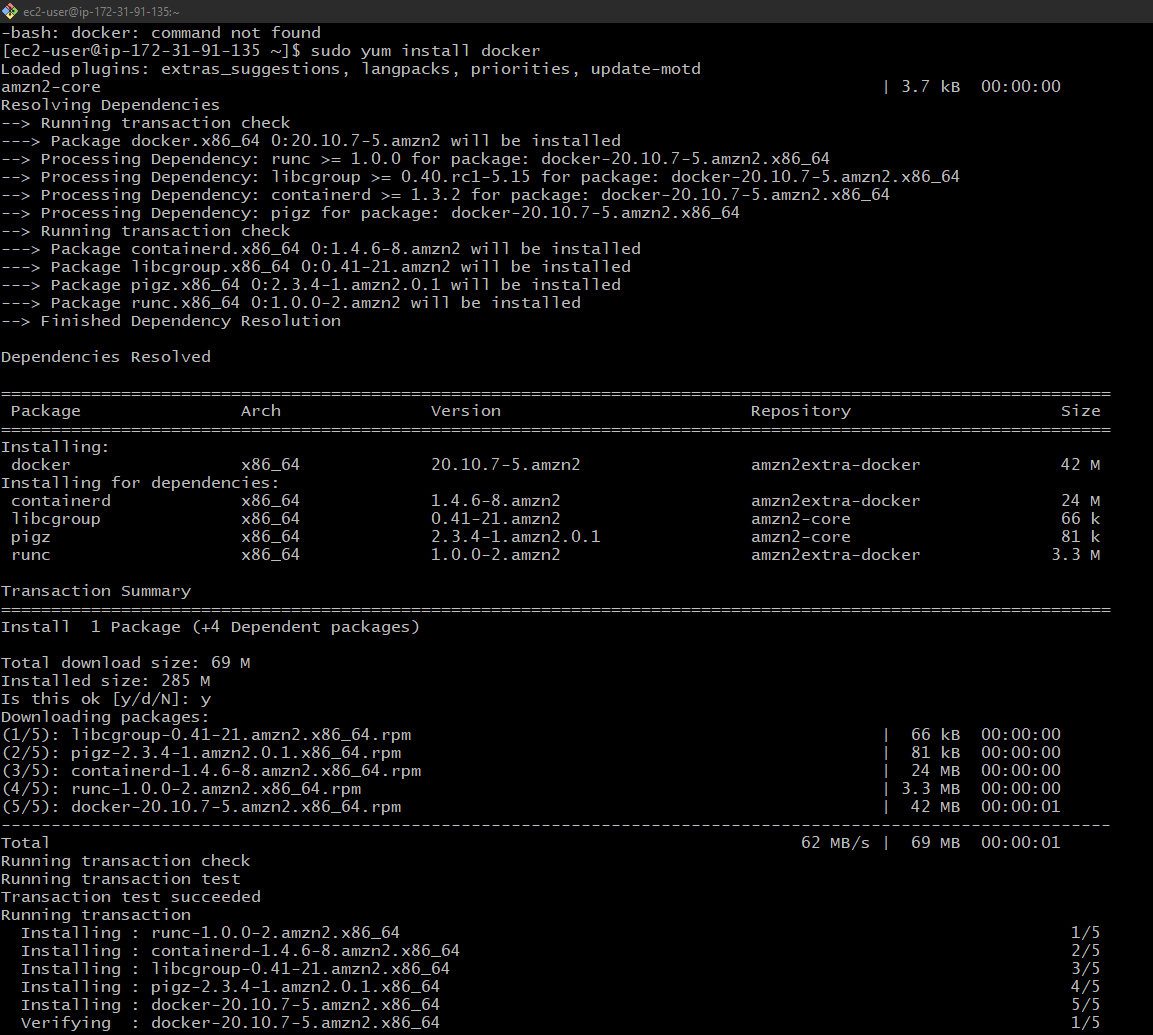 ec2-user@ip-172-31-91-135:~
-bash: docker: command not found
[ec2-user@ip-172-31-91-135 ~]$ sudo yum install docker
Loaded plugins: extras_suggestions, langpacks, priorities, update-motd
amzn2-core | 3.7 kB 00:00:00
Resolving Dependencies
--> Running transaction check
---> Package docker.x86_64 0:20.10.7-5.amzn2 will be installed
--> Processing Dependency: runc >= 1.0.0 for package: docker-20.10.7-5.amzn2.x86_64
--> Processing Dependency: libcgroup >= 0.40.rc1-5.15 for package: docker-20.10.7-5.amzn2.x86_64
--> Processing Dependency: containerd >= 1.3.2 for package: docker-20.10.7-5.amzn2.x86_64
--> Processing Dependency: pigz for package: docker-20.10.7-5.amzn2.x86_64
--> Running transaction check
---> Package containerd.x86_64 0:1.4.6-8.amzn2 will be installed
---> Package libcgroup.x86_64 0:0.41-21.amzn2 will be installed
---> Package pigz.x86_64 0:2.3.4-1.amzn2.0.1 will be installed
---> Package runc.x86_64 0:1.0.0-2.amzn2 will be installed
--> Finished Dependency Resolution
Dependencies Resolved
===============================================================================================================
Package Arch Version Repository Size
===============================================================================================================
Installing:
docker x86_64 20.10.7-5.amzn2 amzn2extra-docker 42 M
Installing for dependencies:
containerd x86_64 1.4.6-8.amzn2 amzn2extra-docker 24 M
libcgroup x86_64 0.41-21.amzn2 amzn2-core 66 k
pigz x86_64 2.3.4-1.amzn2.0.1 amzn2-core 81 k
runc x86_64 1.0.0-2.amzn2 amzn2extra-docker 3.3 M
Transaction Summary
===============================================================================================================
Install 1 Package (+4 Dependent packages)
Total download size: 69 M
Installed size: 285 M
Is this ok [y/d/N]: y
Downloading packages:
(1/5): libcgroup-0.41-21.amzn2.x86_64.rpm | 66 kB 00:00:00
(2/5): pigz-2.3.4-1.amzn2.0.1.x86_64.rpm | 81 kB 00:00:00
(3/5): containerd-1.4.6-8.amzn2.x86_64.rpm | 24 MB 00:00:00
(4/5): runc-1.0.0-2.amzn2.x86_64.rpm | 3.3 MB 00:00:00
(5/5): docker-20.10.7-5.amzn2.x86_64.rpm | 42 MB 00:00:01
---------------------------------------------------------------------------------------------------------------
Total 62 MB/s | 69 MB 00:00:01
Running transaction check
Running transaction test
Transaction test succeeded
Running transaction
Installing : runc-1.0.0-2.amzn2.x86_64 1/5
Installing : containerd-1.4.6-8.amzn2.x86_64 2/5
Installing : libcgroup-0.41-21.amzn2.x86_64 3/5
Installing : pigz-2.3.4-1.amzn2.0.1.x86_64 4/5
Installing : docker-20.10.7-5.amzn2.x86_64 5/5
Verifying : docker-20.10.7-5.amzn2.x86_64 1/5